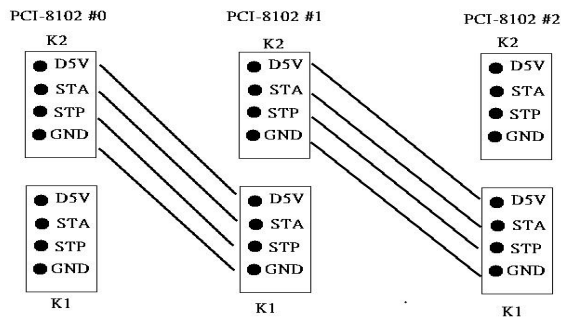 PCI-8102 #0
PCI-8102 #1
PCI-8102 #2
K2
K2
K2
D5V
STA
STP
GND
D5V
STA
STP
GND
D5V
STA
STP
GND
D5V
STA
STP
GND
D5V
STA
STP
GND
D5V
STA
STP
GND
K1
K1
K1